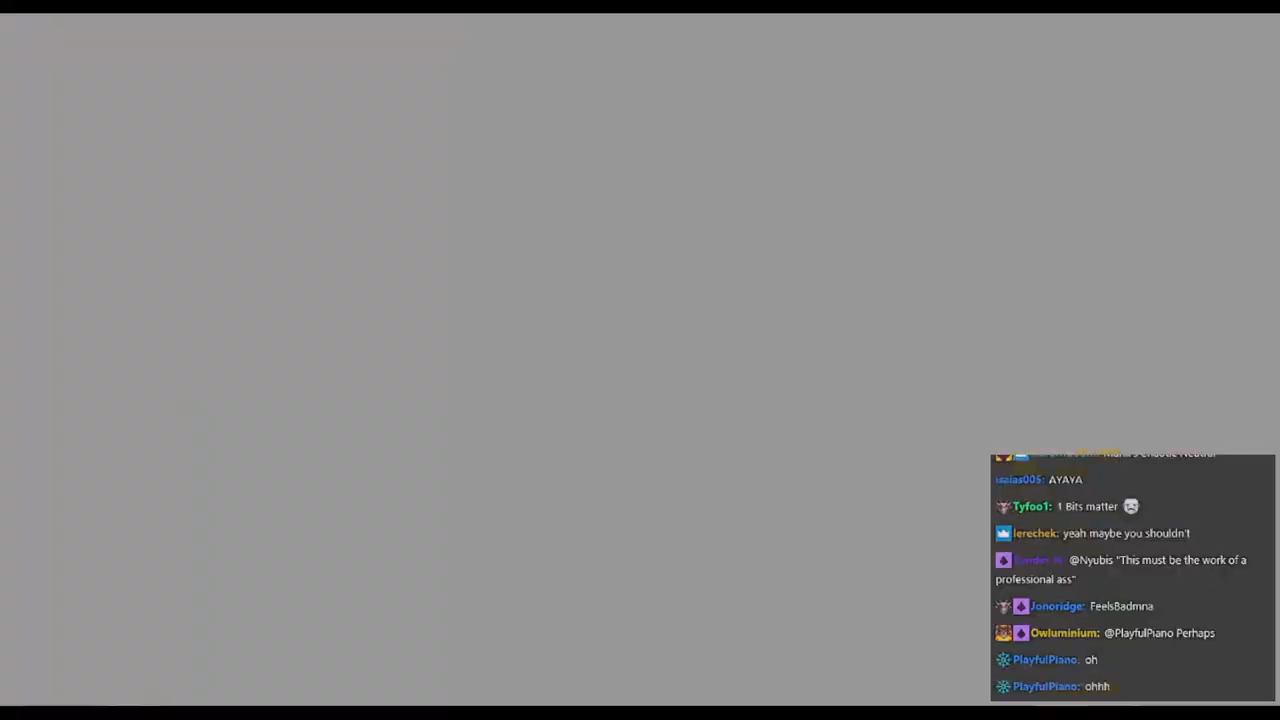 isaias005: AYAYA
Tyfoo1: 1 Bits matter
lerechek: yeah maybe you shouldn't
@Nyubis "This must be the work of a
professional ass"
Jonoridge: FeelsBadmna
Owluminium: @PlayfulPiano Perhaps
PlayfulPiano: oh
PlayfulPiano: ohhh